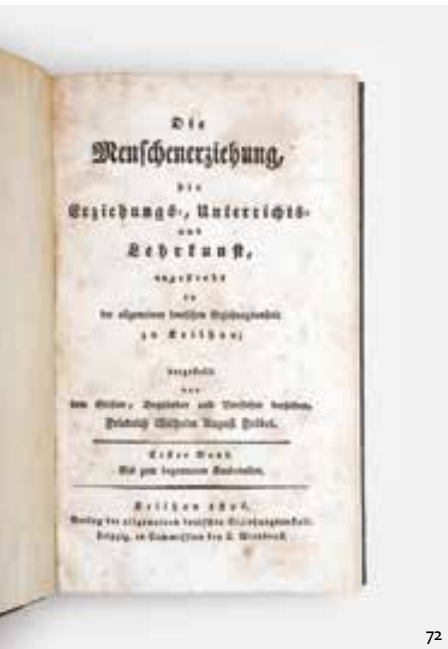 Die
Menschenerziehung,
die
Erziehungs-, Unterrichts-
und
Lehrkunst,
angestrebt
in
der allgemeinen deutschen Erziehungsanstalt
zu Keilhau;
dargestellt
von
dem Stifter, Begründer und Vorsteher derselben,
Friedrich Wilhelm August Fröbel.
Erster Band.
Bis zum begonnenen Knabenalter.
Keilhau 1826.
Verlag der allgemeinen deutschen Erziehungsanstalt.
Leipzig, in Commission bey
72